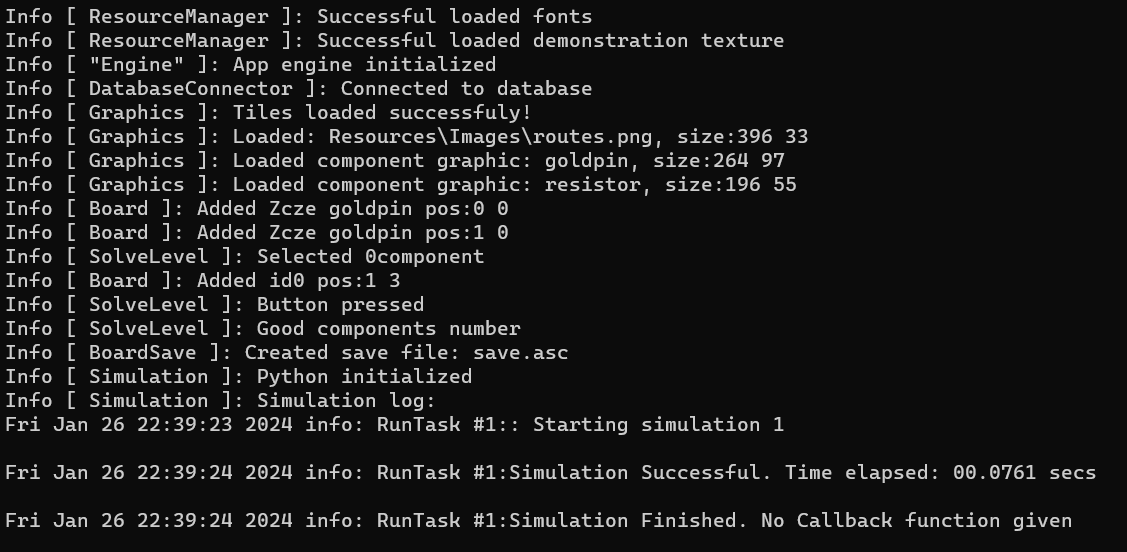 Info [ ResourceManager ]: Successful loaded fonts
Info [ ResourceManager ]: Successful loaded demonstration texture
Info [ "Engine" ]: App engine initialized
Info [ DatabaseConnector ]: Connected to database
Info [ Graphics ]: Tiles loaded successfuly!
Info [ Graphics ]: Loaded: Resources\Images\routes.png, size:396 33
Info [ Graphics ]: Loaded component graphic: goldpin, size:264 97
Info [ Graphics ]: Loaded component graphic: resistor, size:196 55
Info [ Board ]: Added Zcze goldpin pos:0 0
Info [ Board ]: Added Zcze goldpin pos:1 0
Info [ SolveLevel ]: Selected 0component
Info [ Board ]: Added id0 pos:1 3
Info [ SolveLevel ]: Button pressed
Info [ SolveLevel ]: Good components number
Info [ BoardSave ]: Created save file: save.asc
Info [ Simulation ]: Python initialized
Info [ Simulation ]: Simulation log:
Fri Jan 26 22:39:23 2024 info: RunTask #1:: Starting simulation 1
Fri Jan 26 22:39:24 2024 info: RunTask #1:Simulation Successful. Time elapsed: 00.0761 secs
Fri Jan 26 22:39:24 2024 info: RunTask #1:Simulation Finished. No Callback function given